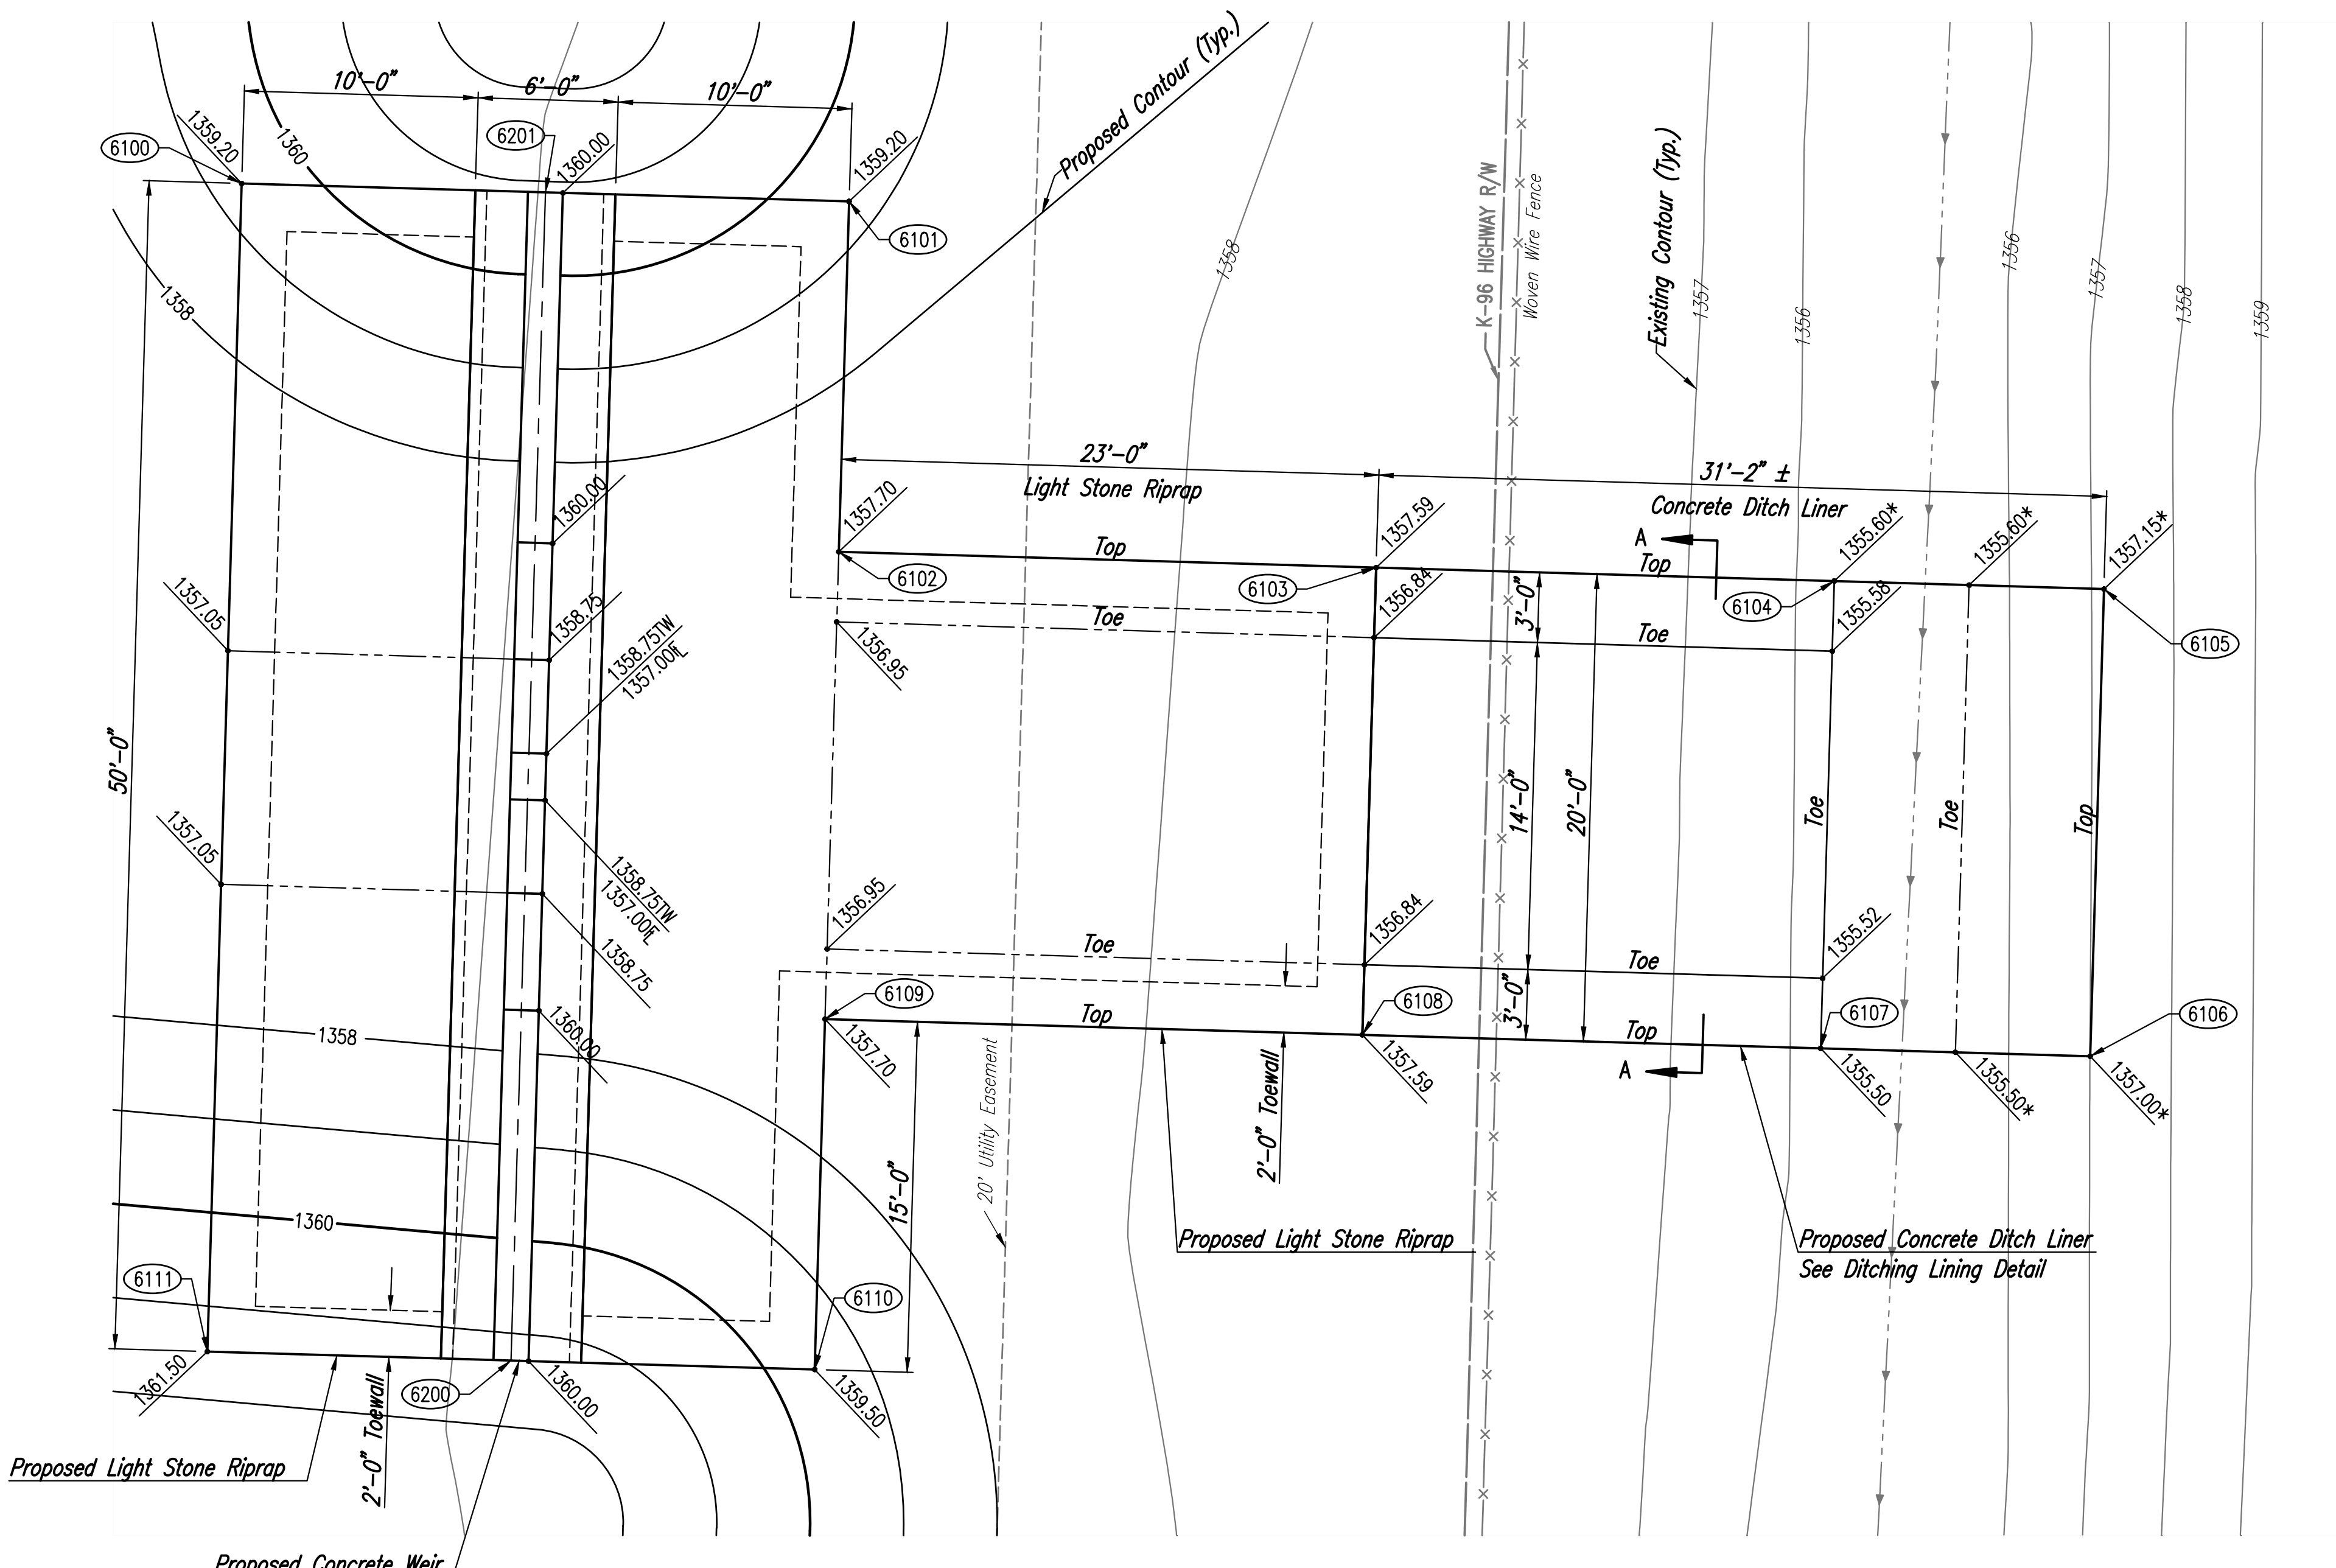 10'-0"
6'-0"
10'-0"
Proposed Contour (Typ.)
6100
1359.20
1360
6201
1360.00
1359.20
6101
1358
1358
K-96 HIGHWAY R/W
Woven Wire Fence
Existing Contour (Typ.)
1357
1356
1356
1357
1358
1359
23'-0"
Light Stone Riprap
31'-2" ±
Concrete Ditch Liner
1360.00
1357.70
Top
6102
6103
1357.59
1356.84
3'-0"
A
Top
6104
1355.60*
1355.58
1355.60*
1357.15*
6105
1357.05
1358.75
1358.75TW
1357.00℄
1356.95
Toe
Toe
50'-0"
14'-0"
20'-0"
Toe
Toe
Top
1357.05
1358.75TW
1357.00℄
1358.75
1356.95
Toe
1356.84
Toe
1355.52
6109
6108
6107
6106
1358
1360.00
1357.70
Top
1357.59
3'-0"
Top
A
1355.50
1355.50*
1357.00*
20' Utility Easement
2'-0" Toewall
15'-0"
1360
Proposed Light Stone Riprap
Proposed Concrete Ditch Liner
See Ditching Lining Detail
6111
6110
1361.50
6200
1360.00
1359.50
2'-0" Toewall
Proposed Light Stone Riprap
Proposed Concrete Weir